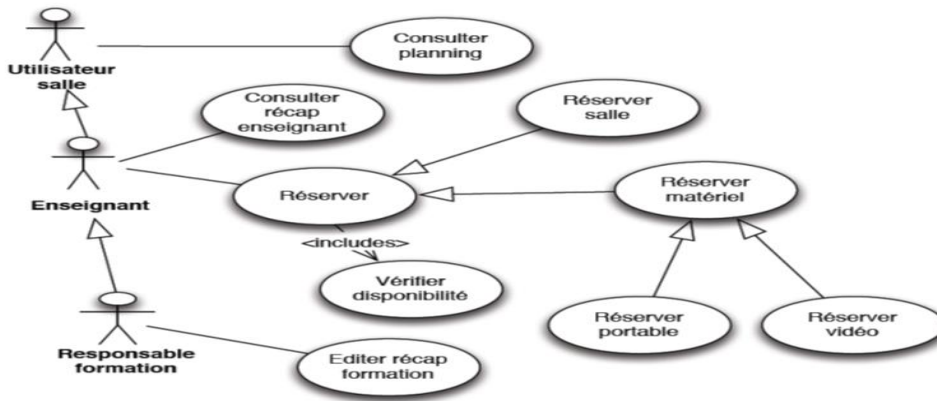 Consulter
planning
Utilisateur
salle
Consulter
récap
enseignant
Réserver
salle
Enseignant
Réserver
Réserver
matériel
<includes>
Vérifier
disponibilité
Réserver
portable
Réserver
vidéo
Responsable
formation
Editer récap
formation